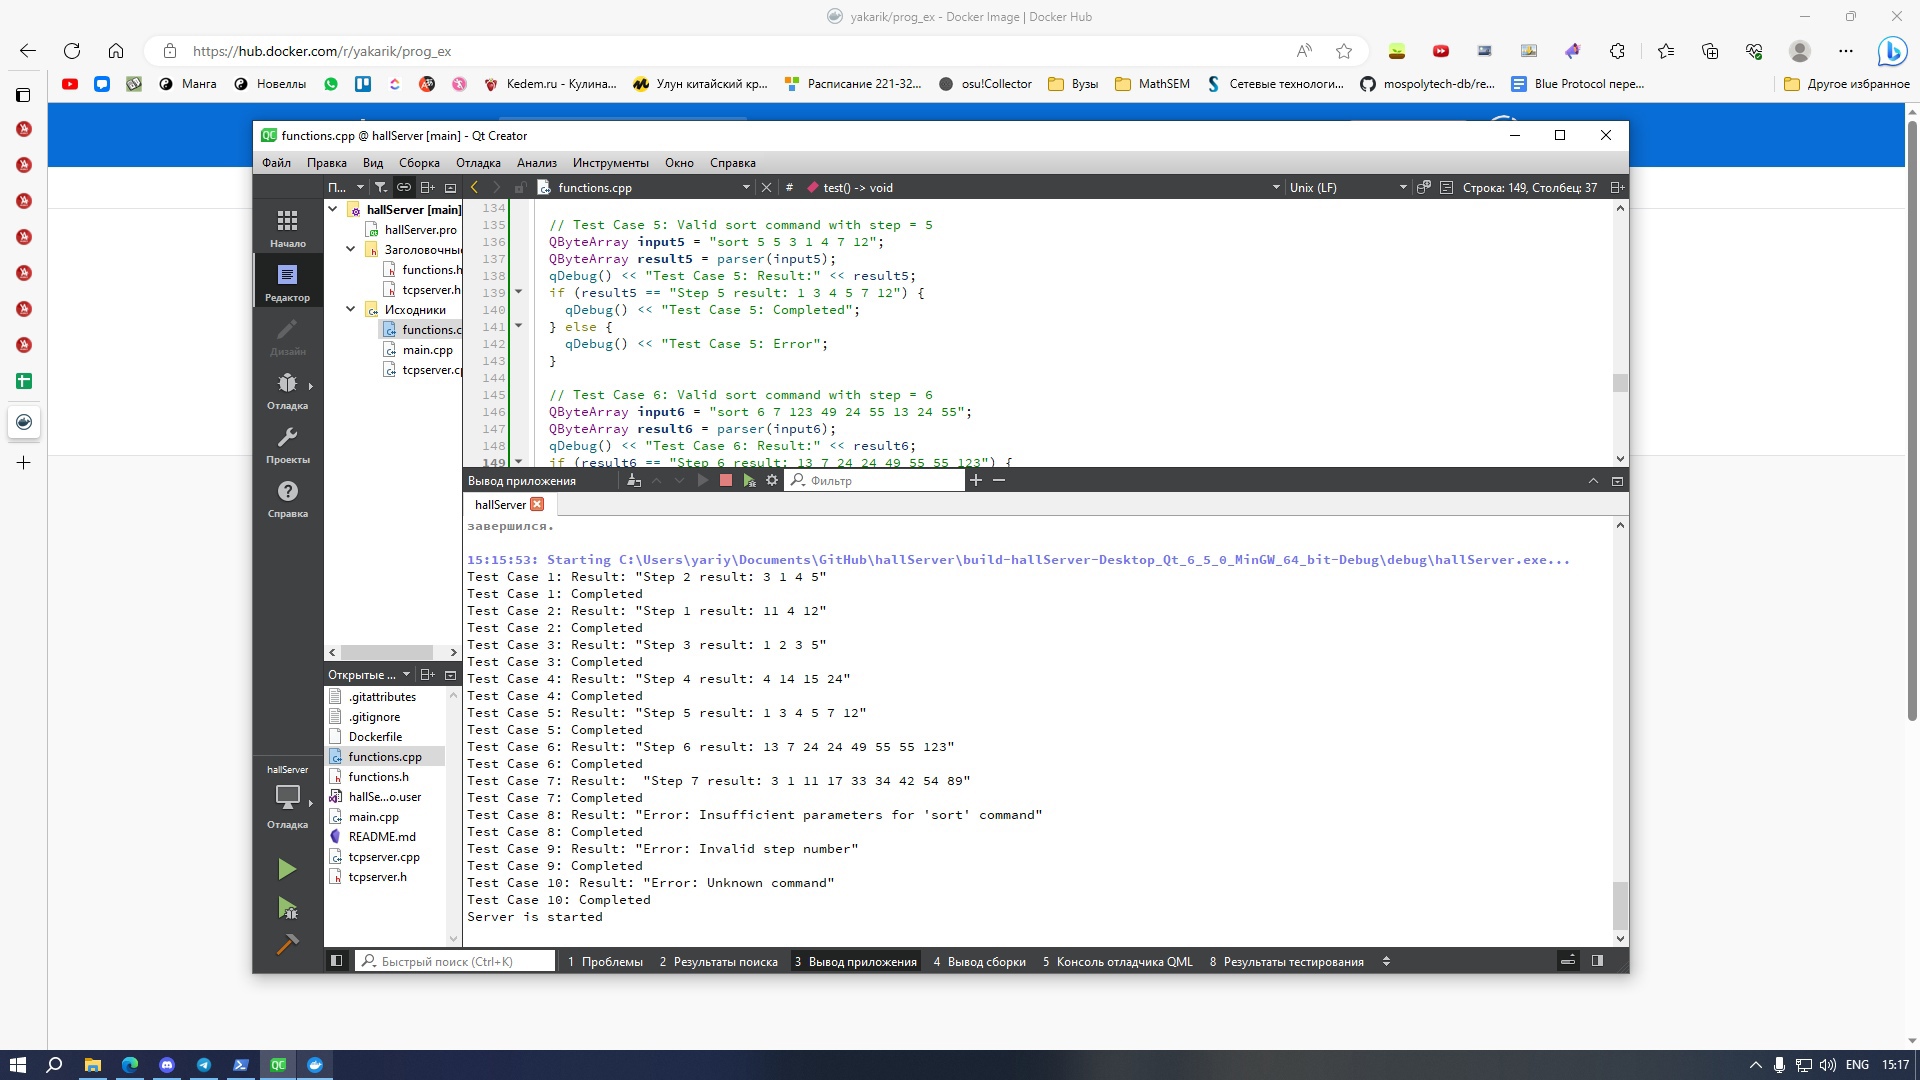 yakarik/prog_ex - Docker Image | Docker Hub
https://hub.docker.com/r/yakarik/prog_ex
Манга Новеллы Kedem.ru - Кулина... Улун китайский кр... Расписание 221-32... osu!Collector Вузы MathSEM Сетевые технологи... mospolytech-db/re... Blue Protocol пере... Другое избранное
QC functions.cpp @ hallServer [main] - Qt Creator
Файл Правка Вид Сборка Отладка Анализ Инструменты Окно Справка
П... functions.cpp # test() -> void Unix (LF) Строка: 149, Столбец: 37
Начало
Редактор
Дизайн
Отладка
Проекты
Справка
hallServer
Отладка
hallServer [main]
hallServer.pro
Заголовочные
functions.h
tcpserver.h
Исходники
functions.c
main.cpp
tcpserver.cp
Открытые ...
.gitattributes
.gitignore
Dockerfile
functions.cpp
functions.h
hallSe...o.user
main.cpp
README.md
tcpserver.cpp
tcpserver.h
134
135 // Test Case 5: Valid sort command with step = 5
136 QByteArray input5 = "sort 5 5 3 1 4 7 12";
137 QByteArray result5 = parser(input5);
138 qDebug() << "Test Case 5: Result:" << result5;
139 if (result5 == "Step 5 result: 1 3 4 5 7 12") {
140 qDebug() << "Test Case 5: Completed";
141 } else {
142 qDebug() << "Test Case 5: Error";
143 }
144
145 // Test Case 6: Valid sort command with step = 6
146 QByteArray input6 = "sort 6 7 123 49 24 55 13 24 55";
147 QByteArray result6 = parser(input6);
148 qDebug() << "Test Case 6: Result:" << result6;
149 if (result6 == "Step 6 result: 13 7 24 24 49 55 55 123") {
Вывод приложения Фильтр
hallServer
завершился.
15:15:53: Starting C:\Users\yariy\Documents\GitHub\hallServer\build-hallServer-Desktop_Qt_6_5_0_MinGW_64_bit-Debug\debug\hallServer.exe...
Test Case 1: Result: "Step 2 result: 3 1 4 5"
Test Case 1: Completed
Test Case 2: Result: "Step 1 result: 11 4 12"
Test Case 2: Completed
Test Case 3: Result: "Step 3 result: 1 2 3 5"
Test Case 3: Completed
Test Case 4: Result: "Step 4 result: 4 14 15 24"
Test Case 4: Completed
Test Case 5: Result: "Step 5 result: 1 3 4 5 7 12"
Test Case 5: Completed
Test Case 6: Result: "Step 6 result: 13 7 24 24 49 55 55 123"
Test Case 6: Completed
Test Case 7: Result:  "Step 7 result: 3 1 11 17 33 34 42 54 89"
Test Case 7: Completed
Test Case 8: Result: "Error: Insufficient parameters for 'sort' command"
Test Case 8: Completed
Test Case 9: Result: "Error: Invalid step number"
Test Case 9: Completed
Test Case 10: Result: "Error: Unknown command"
Test Case 10: Completed
Server is started
Быстрый поиск (Ctrl+K) 1 Проблемы 2 Результаты поиска 3 Вывод приложения 4 Вывод сборки 5 Консоль отладчика QML 8 Результаты тестирования
QC ENG 15:17